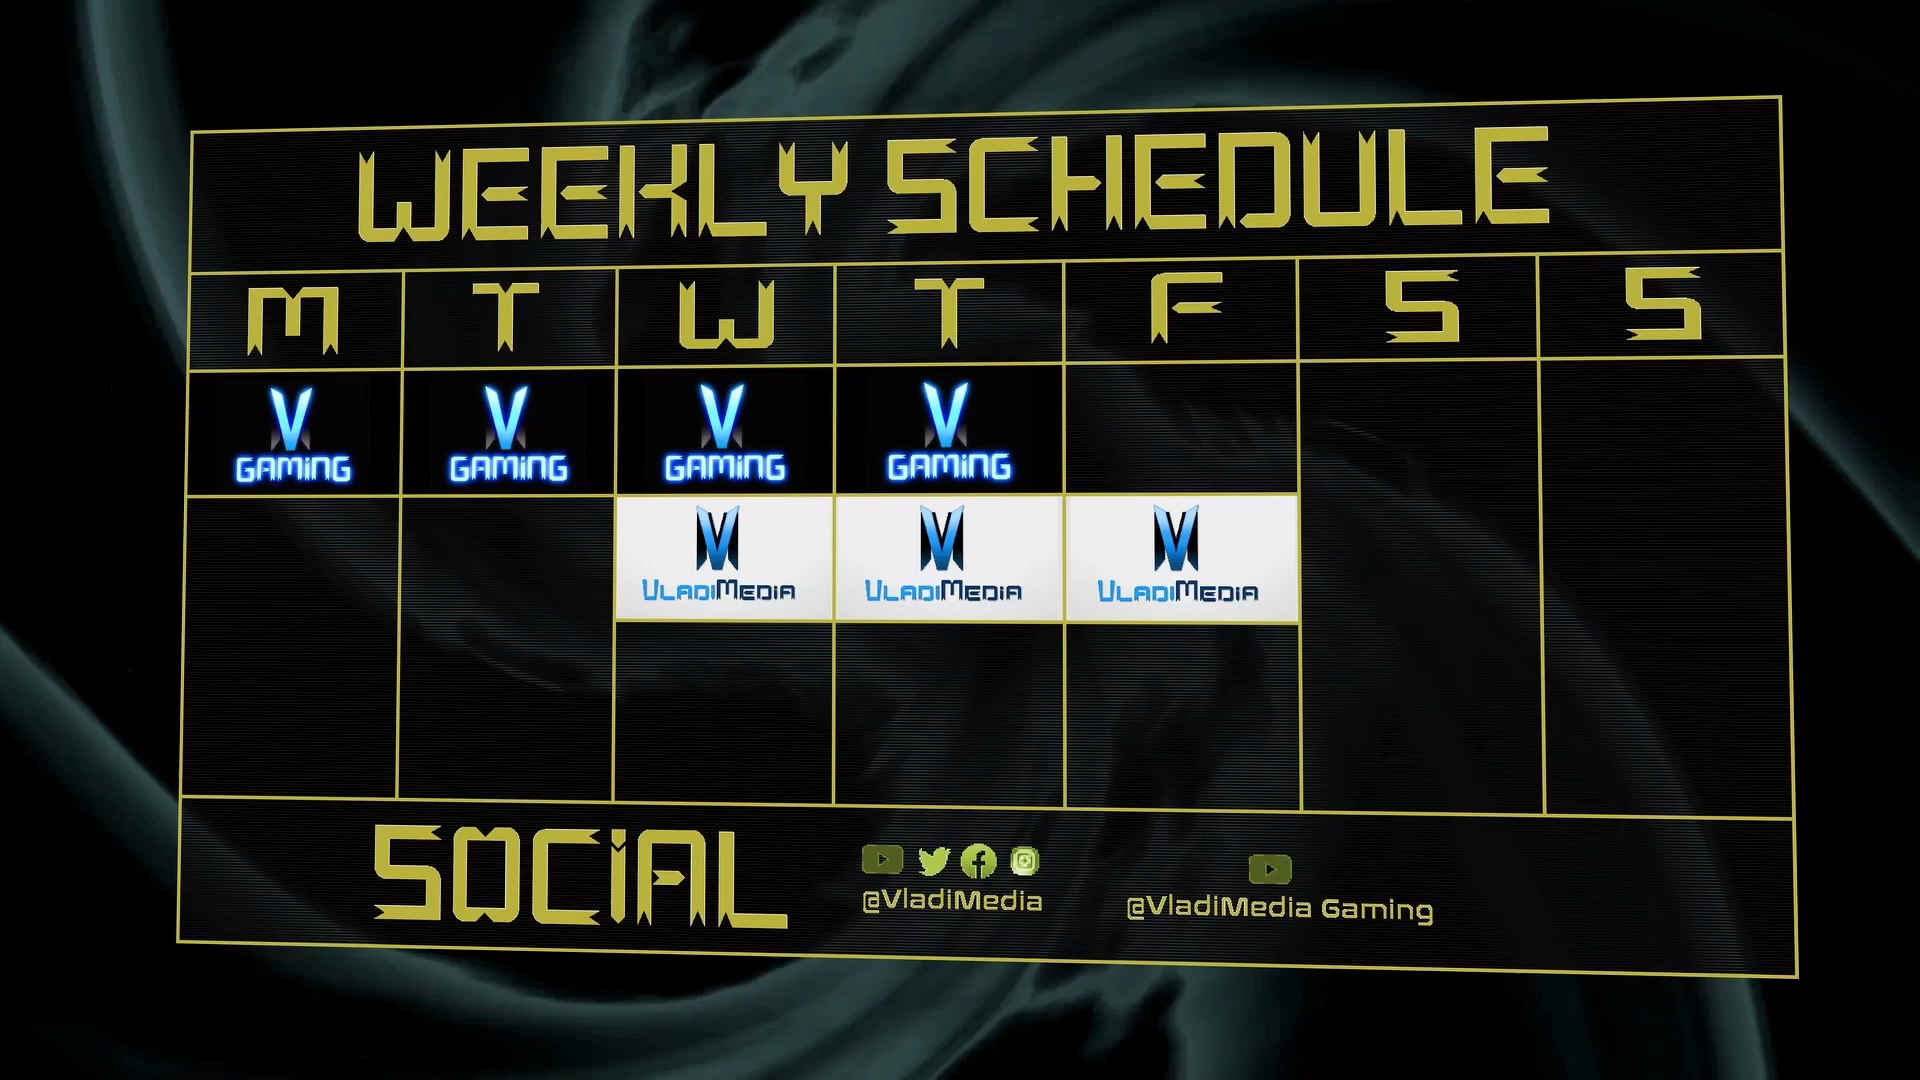 WEEKLY SCHEDULE
M T W T F S S
V V V V
GAMING GAMING GAMING GAMING
V V V
VLADIMEDIA VLADIMEDIA VLADIMEDIA
SOCIAL
@VladiMedia
@VladiMedia Gaming